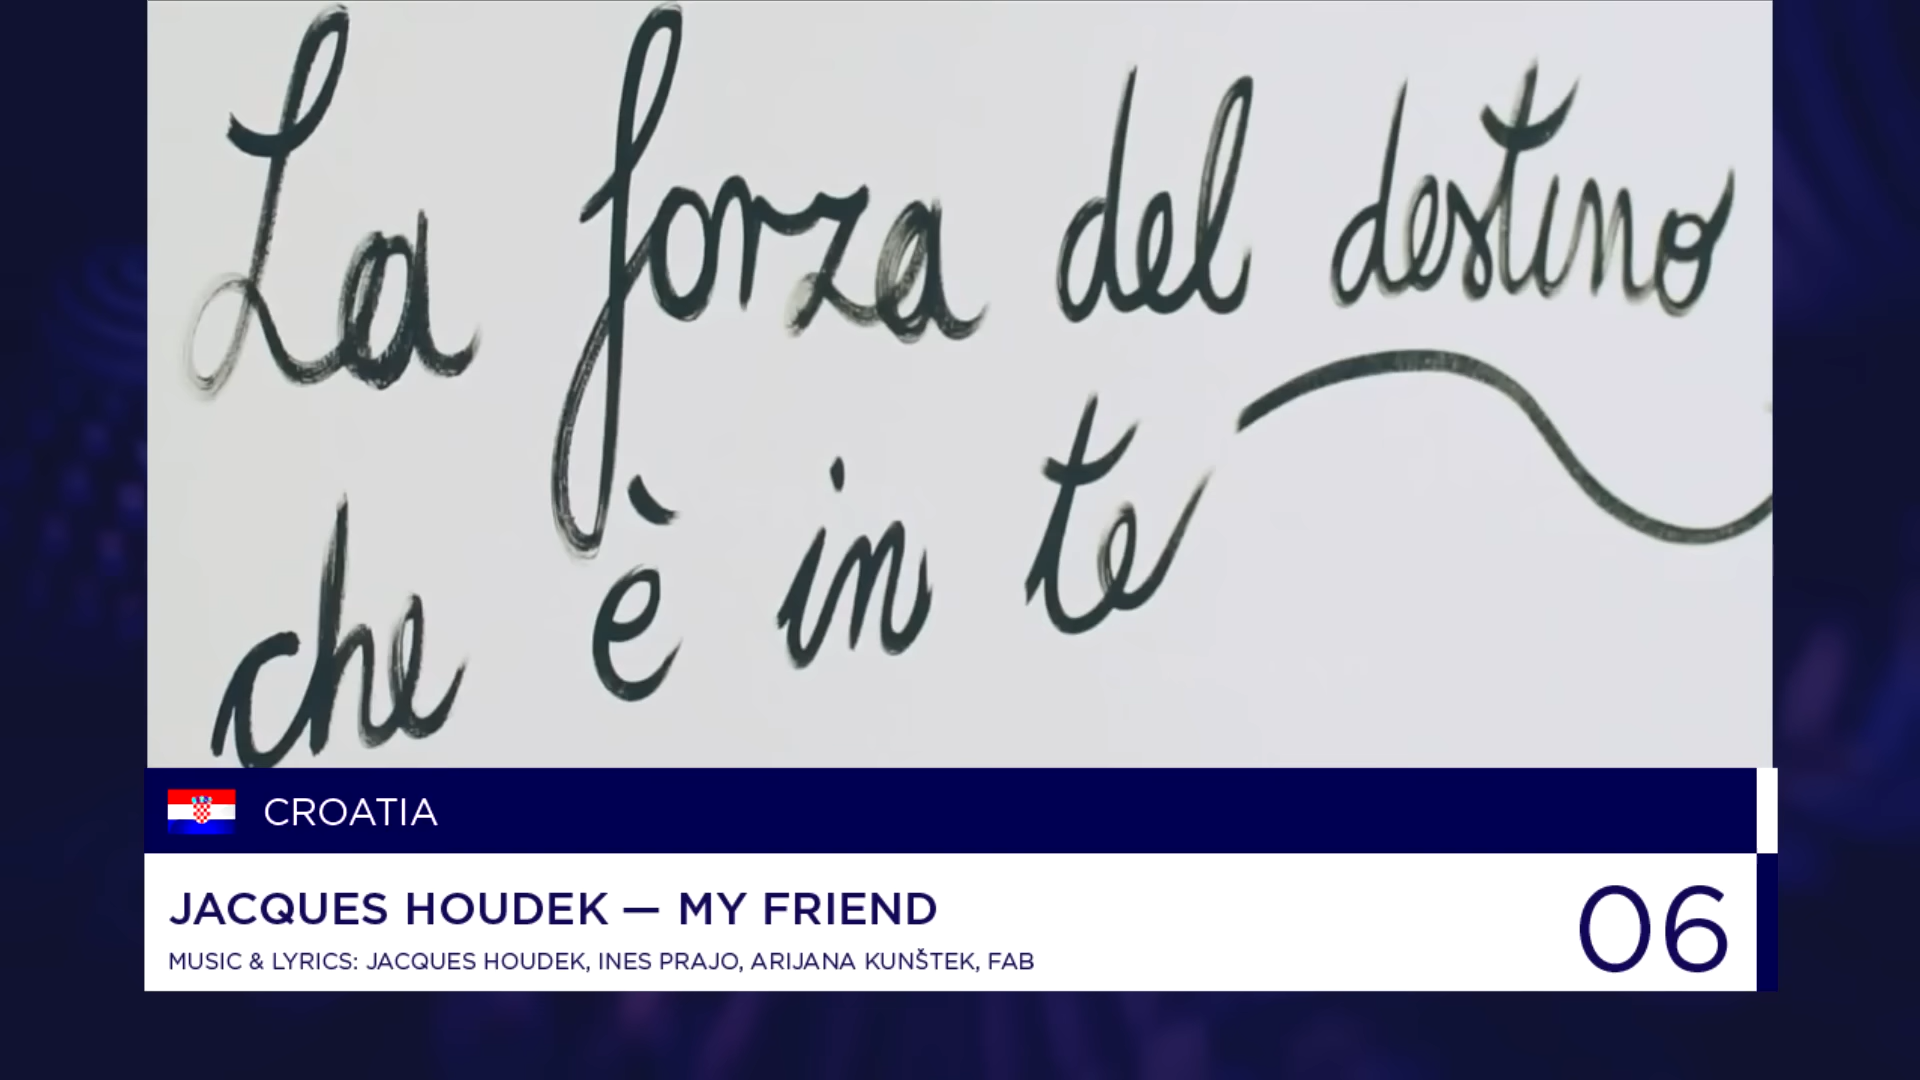 La forza del destino
che è in te
CROATIA
JACQUES HOUDEK — MY FRIEND
MUSIC & LYRICS: JACQUES HOUDEK, INES PRAJO, ARIJANA KUNŠTEK, FAB
06